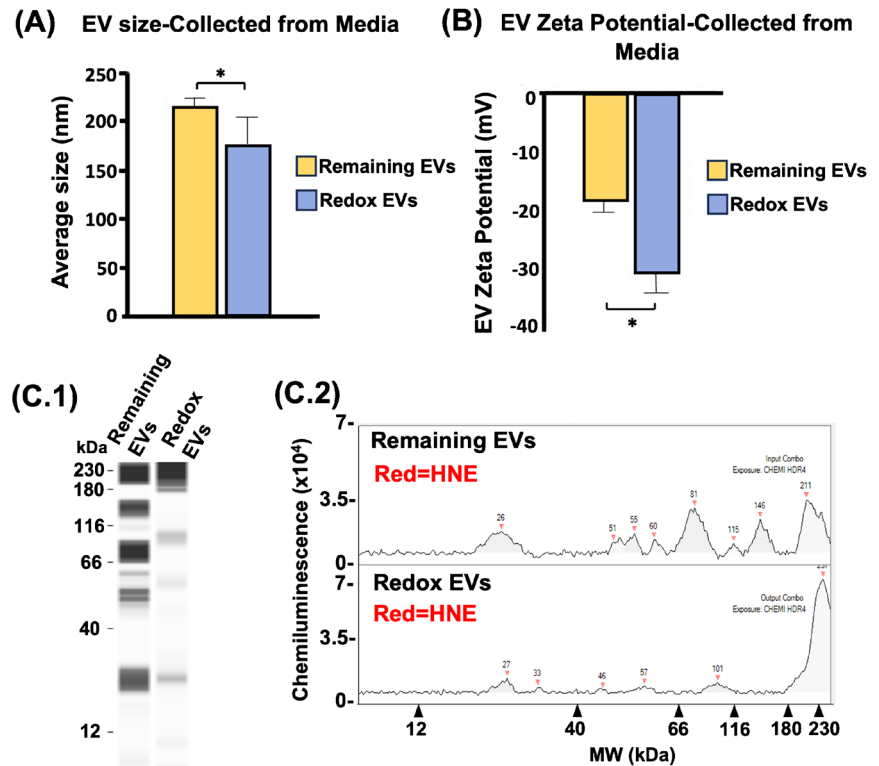 (A) EV size-Collected from Media
250
200
150
100
50
0
Average size (nm)
*
Remaining EVs
Redox EVs
(B) EV Zeta Potential-Collected from
Media
0
-10
-20
-30
-40
EV Zeta Potential (mV)
*
Remaining EVs
Redox EVs
(C.1)
Remaining
EVs
Redox
EVs
kDa
230
180
116
66
40
12
(C.2)
Chemiluminescence (x10⁴)
7-
3.5-
0-
Remaining EVs
Red=HNE
Input Combo
Exposure: CHEMI HDR4
26
51
55
60
81
115
146
211
7-
3.5-
0-
Redox EVs
Red=HNE
Output Combo
Exposure: CHEMI HDR4
27
33
46
57
101
12
40
66
116
180
230
MW (kDa)